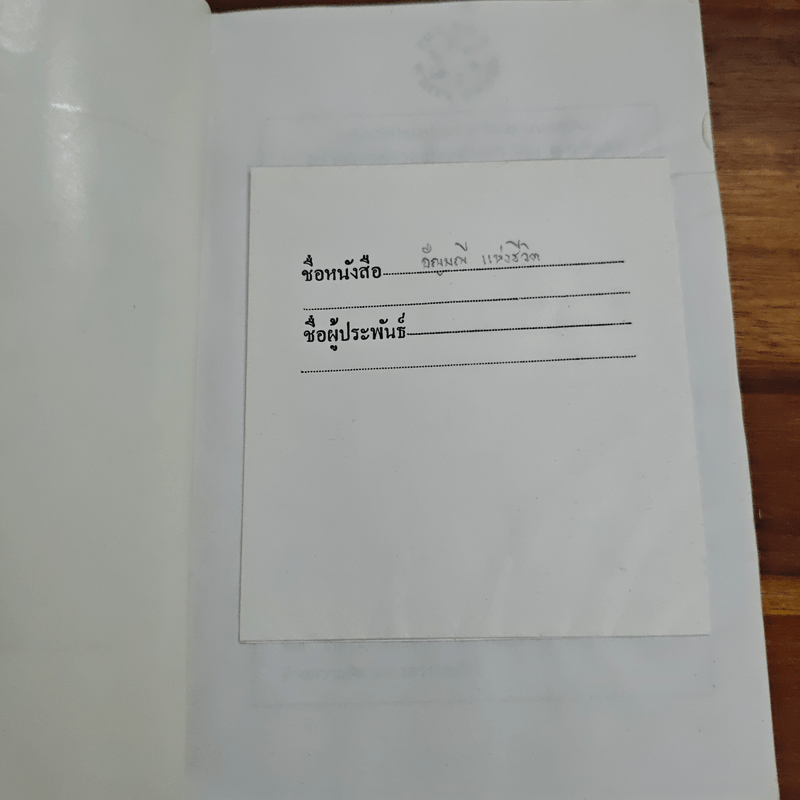 ชื่อหนังสือ อัญมณี แห่งชีวิต
ชื่อผู้ประพันธ์